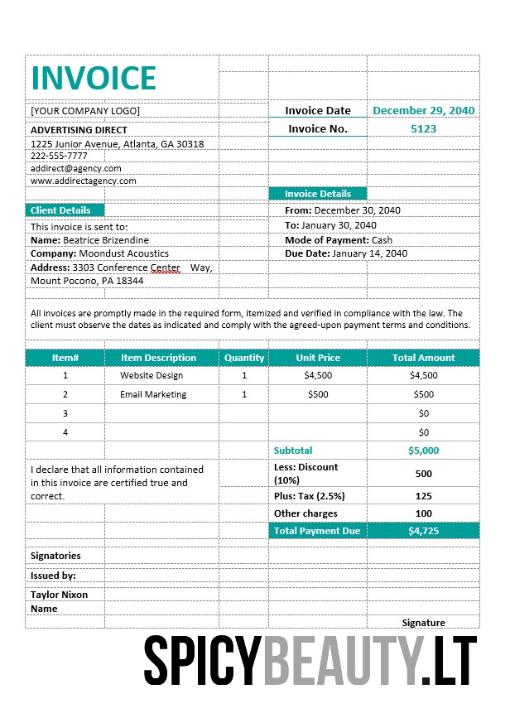 INVOICE
[YOUR COMPANY LOGO]
Invoice Date December 29, 2040
ADVERTISING DIRECT
Invoice No. 5123
1225 Junior Avenue, Atlanta, GA 30318
222-555-7777
addirect@agency.com
www.addirectagency.com
Invoice Details
Client Details
From: December 30, 2040
This invoice is sent to:
To: January 30, 2040
Name: Beatrice Brizendine
Mode of Payment: Cash
Company: Moondust Acoustics
Due Date: January 14, 2040
Address: 3303 Conference Center Way,
Mount Pocono, PA 18344
All invoices are promptly made in the required form, itemized and verified in compliance with the law. The
client must observe the dates as indicated and comply with the agreed-upon payment terms and conditions.
Item# Item Description Quantity Unit Price Total Amount
1 Website Design 1 $4,500 $4,500
2 Email Marketing 1 $500 $500
3 $0
4 $0
Subtotal $5,000
I declare that all information contained
in this invoice are certified true and
correct.
Less: Discount
(10%) 500
Plus: Tax (2.5%) 125
Other charges 100
Total Payment Due $4,725
Signatories
Issued by:
Taylor Nixon
Name
Signature
SPICYBEAUTY.LT